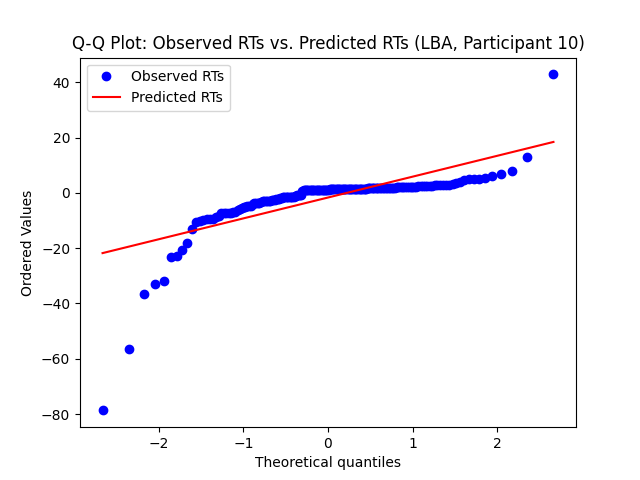 Q-Q Plot: Observed RTs vs. Predicted RTs (LBA, Participant 10)
Observed RTs
Predicted RTs
Ordered Values
40
20
0
−20
−40
−60
−80
−2 −1 0 1 2
Theoretical quantiles